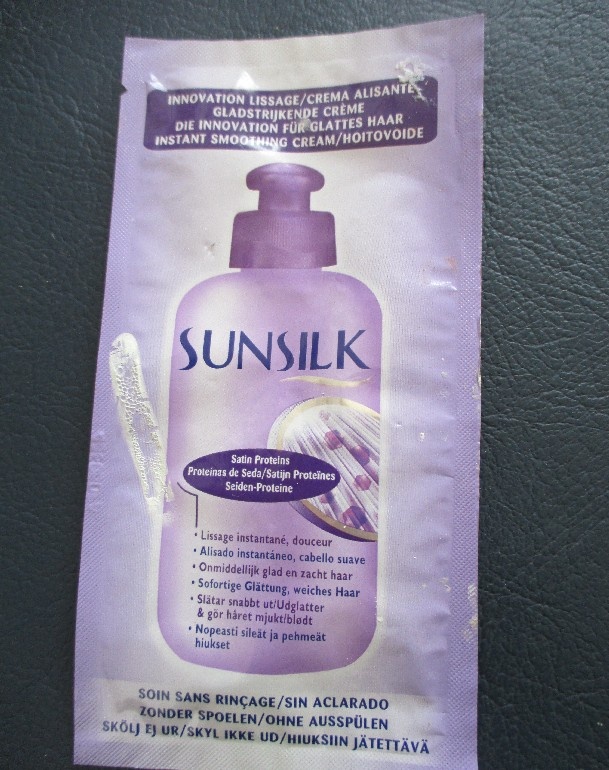 INNOVATION LISSAGE/CREMA ALISANTE
GLADSTRIJKENDE CRÈME
DIE INNOVATION FÜR GLATTES HAAR
INSTANT SMOOTHING CREAM/HOITOVOIDE
SUNSILK
Satin Proteins
Proteinas de Seda/Satijn Proteïnes
Seiden-Proteine
• Lissage instantané, douceur
• Alisado instantáneo, cabello suave
• Onmiddellijk glad en zacht haar
• Sofortige Glättung, weiches Haar
• Slätar snabbt ut/Udglatter
& gör håret mjukt/blødt
• Nopeasti sileät ja pehmeät
hiukset
SOIN SANS RINÇAGE/SIN ACLARADO
ZONDER SPOELEN/OHNE AUSSPÜLEN
SKÖLJ EJ UR/SKYL IKKE UD/HIUKSIIN JÄTETTÄVÄ